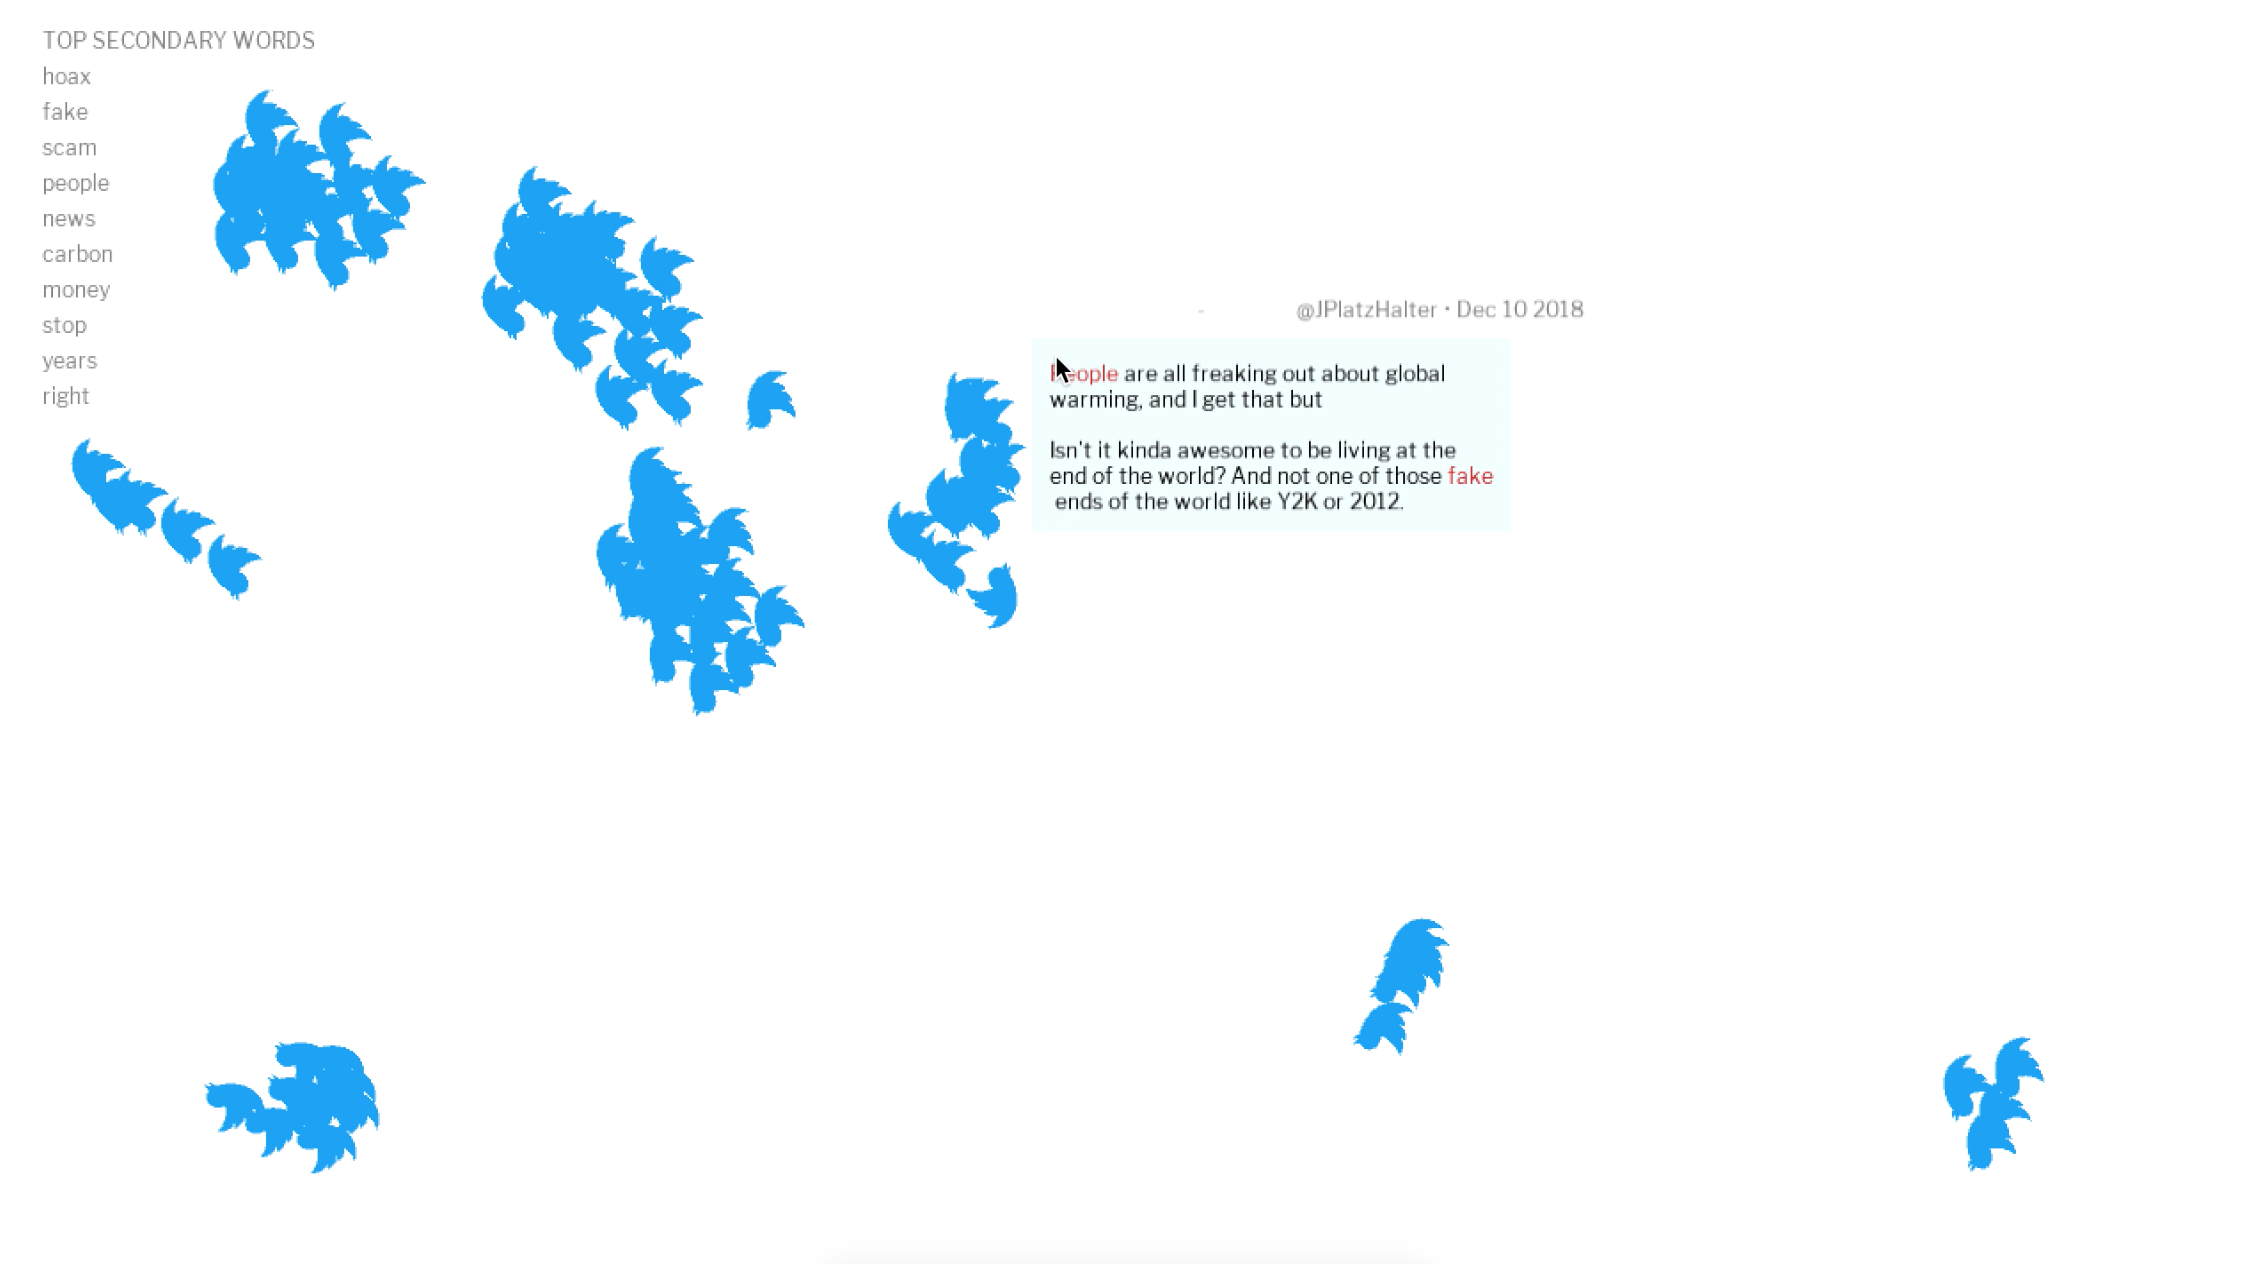 TOP SECONDARY WORDS
hoax
fake
scam
people
news
carbon
money
stop
years
right
- @JPlatzHalter · Dec 10 2018
People are all freaking out about global
warming, and I get that but
Isn't it kinda awesome to be living at the
end of the world? And not one of those fake
ends of the world like Y2K or 2012.